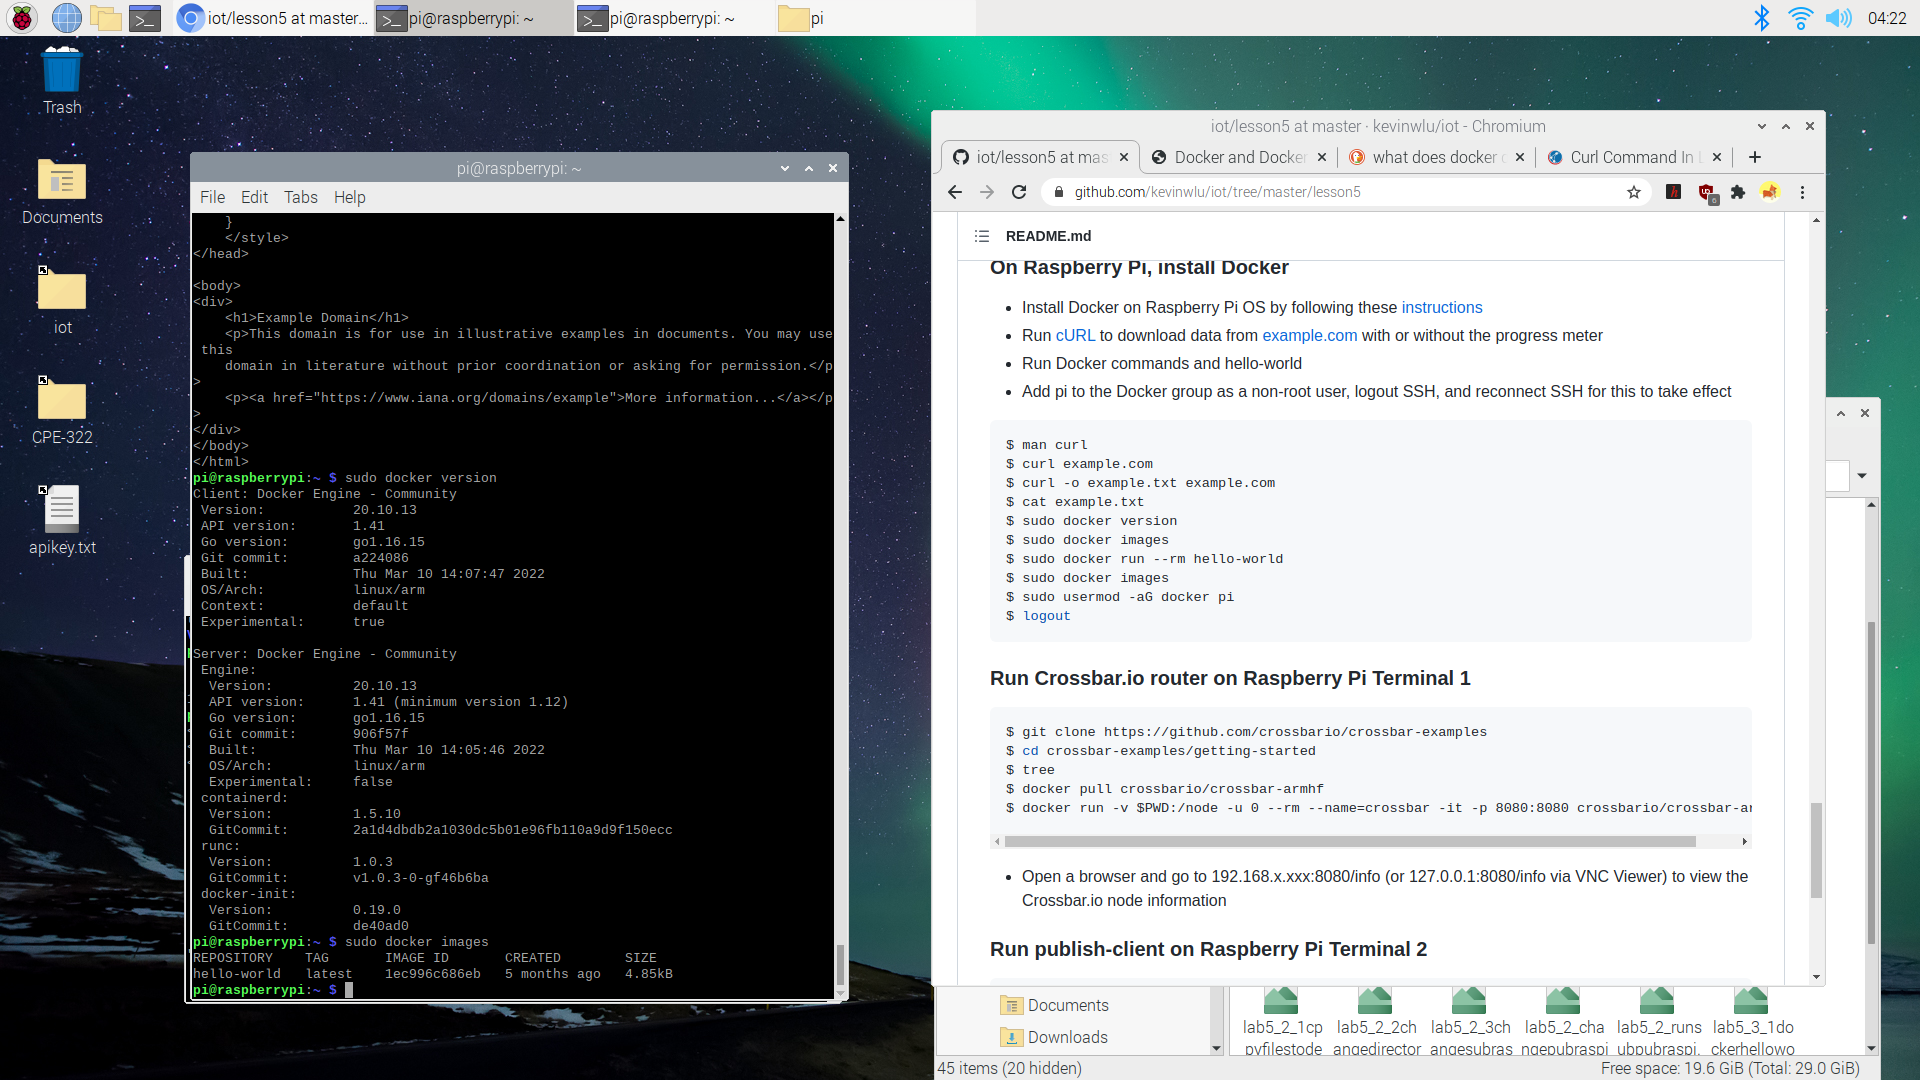 iot/lesson5 at master...
pi@raspberrypi: ~
pi@raspberrypi: ~
pi
04:22
Trash
Documents
iot
CPE-322
apikey.txt
pi@raspberrypi: ~
File Edit Tabs Help
}
</style>
</head>
<body>
<div>
<h1>Example Domain</h1>
<p>This domain is for use in illustrative examples in documents. You may use
this
domain in literature without prior coordination or asking for permission.</p
>
<p><a href="https://www.iana.org/domains/example">More information...</a></p
>
</div>
</body>
</html>
pi@raspberrypi:~ $ sudo docker version
Client: Docker Engine - Community
Version: 20.10.13
API version: 1.41
Go version: go1.16.15
Git commit: a224086
Built: Thu Mar 10 14:07:47 2022
OS/Arch: linux/arm
Context: default
Experimental: true
Server: Docker Engine - Community
Engine:
Version: 20.10.13
API version: 1.41 (minimum version 1.12)
Go version: go1.16.15
Git commit: 906f57f
Built: Thu Mar 10 14:05:46 2022
OS/Arch: linux/arm
Experimental: false
containerd:
Version: 1.5.10
GitCommit: 2a1d4dbdb2a1030dc5b01e96fb110a9d9f150ecc
runc:
Version: 1.0.3
GitCommit: v1.0.3-0-gf46b6ba
docker-init:
Version: 0.19.0
GitCommit: de40ad0
pi@raspberrypi:~ $ sudo docker images
REPOSITORY TAG IMAGE ID CREATED SIZE
hello-world latest 1ec996c686eb 5 months ago 4.85kB
pi@raspberrypi:~ $
iot/lesson5 at master · kevinwlu/iot - Chromium
iot/lesson5 at mas
Docker and Docker
what does docker c
Curl Command In L
github.com/kevinwlu/iot/tree/master/lesson5
6
README.md
On Raspberry Pi, install Docker
• Install Docker on Raspberry Pi OS by following these instructions
• Run cURL to download data from example.com with or without the progress meter
• Run Docker commands and hello-world
• Add pi to the Docker group as a non-root user, logout SSH, and reconnect SSH for this to take effect
$ man curl
$ curl example.com
$ curl -o example.txt example.com
$ cat example.txt
$ sudo docker version
$ sudo docker images
$ sudo docker run --rm hello-world
$ sudo docker images
$ sudo usermod -aG docker pi
$ logout
Run Crossbar.io router on Raspberry Pi Terminal 1
$ git clone https://github.com/crossbario/crossbar-examples
$ cd crossbar-examples/getting-started
$ tree
$ docker pull crossbario/crossbar-armhf
$ docker run -v $PWD:/node -u 0 --rm --name=crossbar -it -p 8080:8080 crossbario/crossbar-ar
• Open a browser and go to 192.168.x.xxx:8080/info (or 127.0.0.1:8080/info via VNC Viewer) to view the
Crossbar.io node information
Run publish-client on Raspberry Pi Terminal 2
Documents
Downloads
lab5_2_1cp
pyfilestode
lab5_2_2ch
angedirector
lab5_2_3ch
angesubras
lab5_2_cha
ngepubraspi
lab5_2_runs
ubpubraspi.
lab5_3_1do
ckerhellowo
45 items (20 hidden)
Free space: 19.6 GiB (Total: 29.0 GiB)